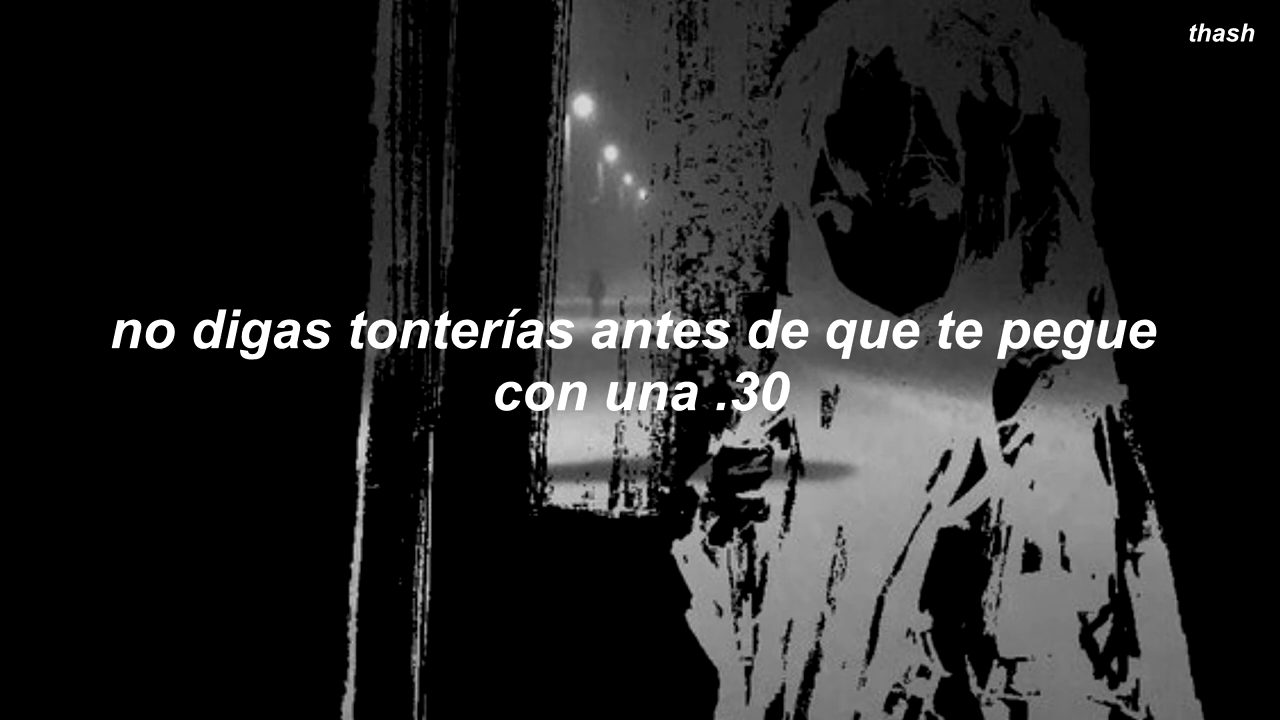 thash
no digas tonterías antes de que te pegue
con una .30